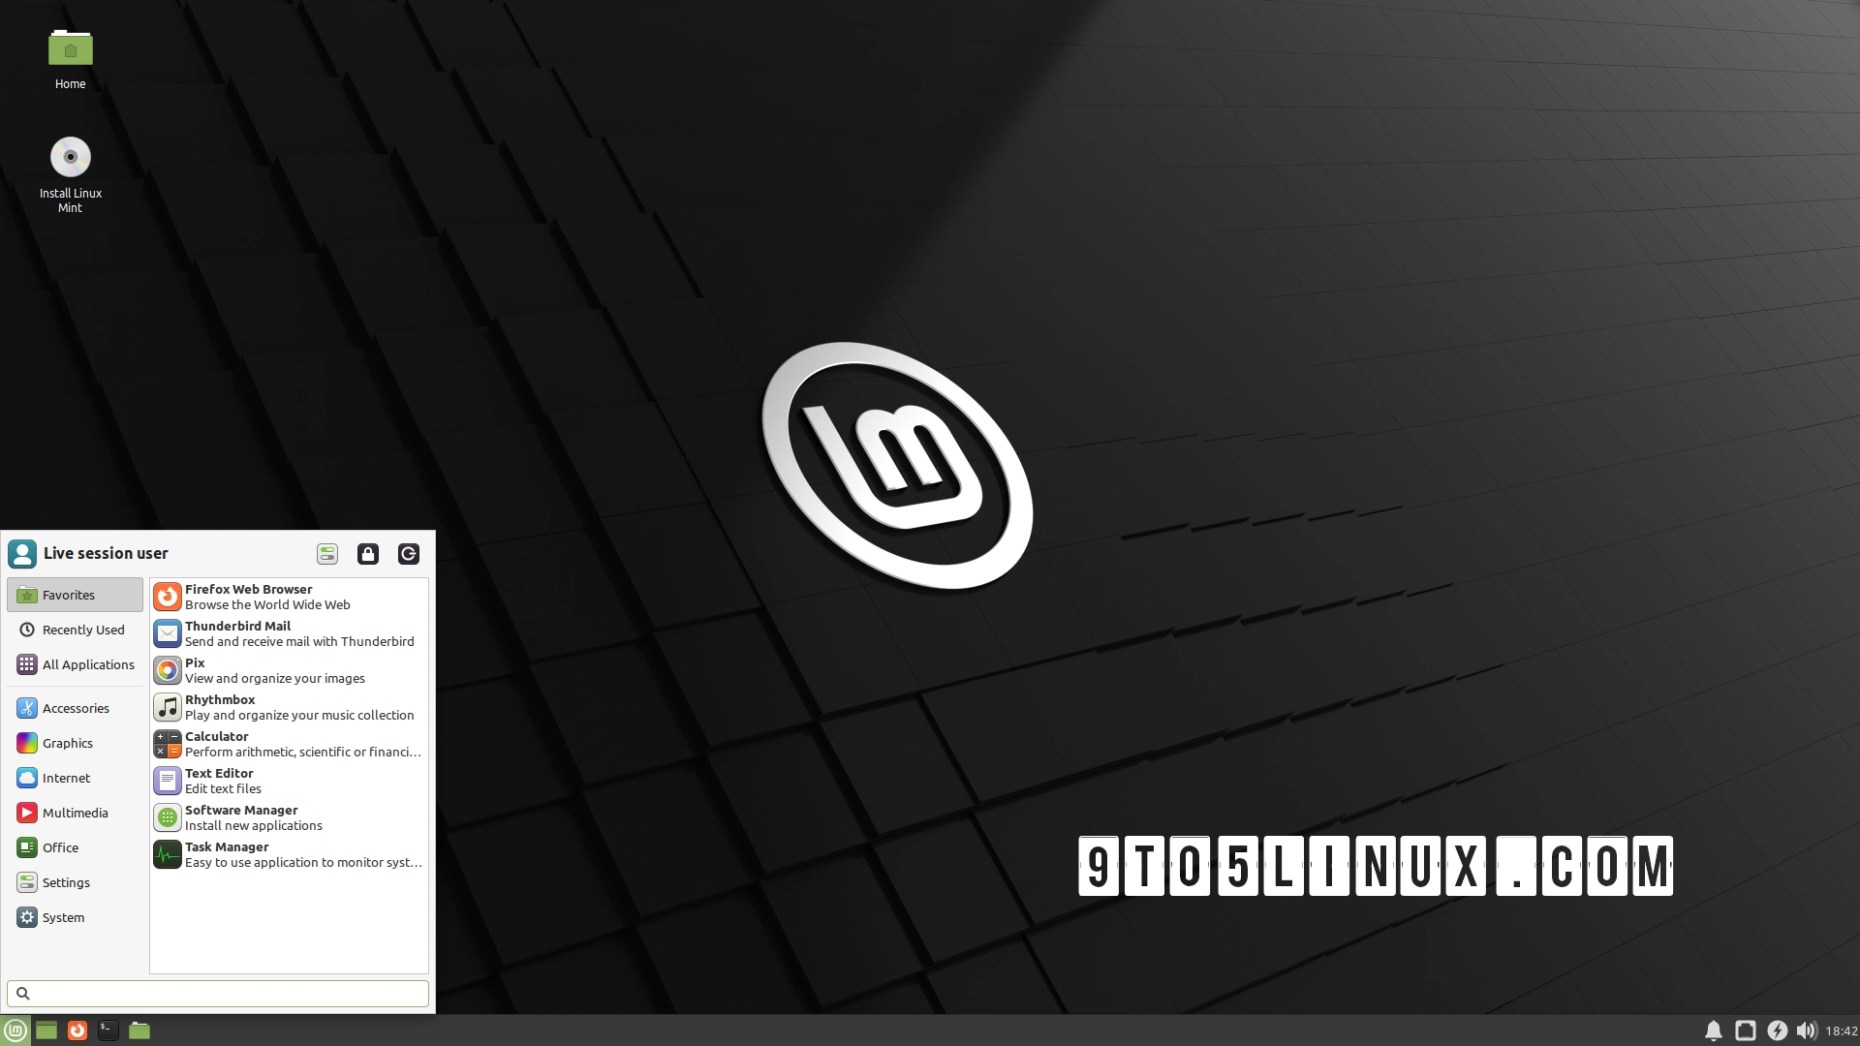 Home
Install Linux
Mint
Live session user
Favorites
Recently Used
All Applications
Accessories
Graphics
Internet
Multimedia
Office
Settings
System
Firefox Web Browser
Browse the World Wide Web
Thunderbird Mail
Send and receive mail with Thunderbird
Pix
View and organize your images
Rhythmbox
Play and organize your music collection
Calculator
Perform arithmetic, scientific or financi...
Text Editor
Edit text files
Software Manager
Install new applications
Task Manager
Easy to use application to monitor syst...
9TO5LINUX.COM
18:42